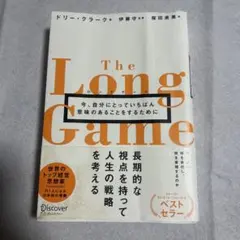 ドリー・クラーク 著
伊藤守 監修
桜田直美 訳
The
Long
今、自分にとっていちばん
意味のあることをするために
Game
長期的な
視点を持って
人生の戦略
を考える
世界の
トップ経営
思想家
ベスト
セラー
Discover